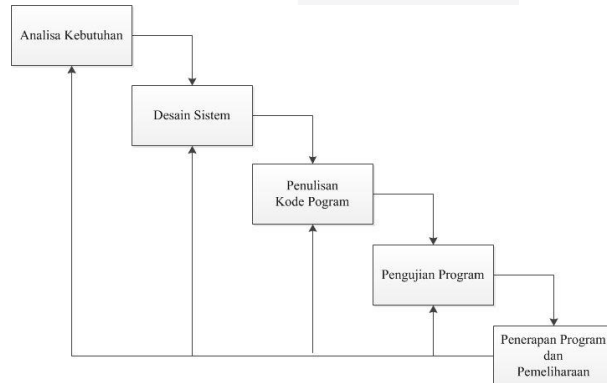 Analisa Kebutuhan
Desain Sistem
Penulisan
Kode Pogram
Pengujian Program
Penerapan Program
dan
Pemeliharaan